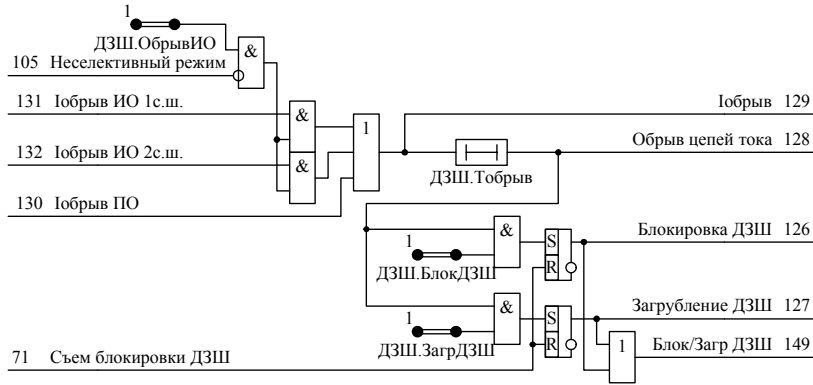 1
ДЗШ.ОбрывИО
&
105 Неселективный режим
131 Iобрыв ИО 1с.ш.
&
1
Iобрыв 129
132 Iобрыв ИО 2с.ш.
&
ДЗШ.Тобрыв
Обрыв цепей тока 128
130 Iобрыв ПО
1
ДЗШ.БлокДЗШ
&
S
R
Блокировка ДЗШ 126
1
ДЗШ.ЗагрДЗШ
&
S
R
Загрубление ДЗШ 127
1
Блок/Загр ДЗШ 149
71 Съем блокировки ДЗШ